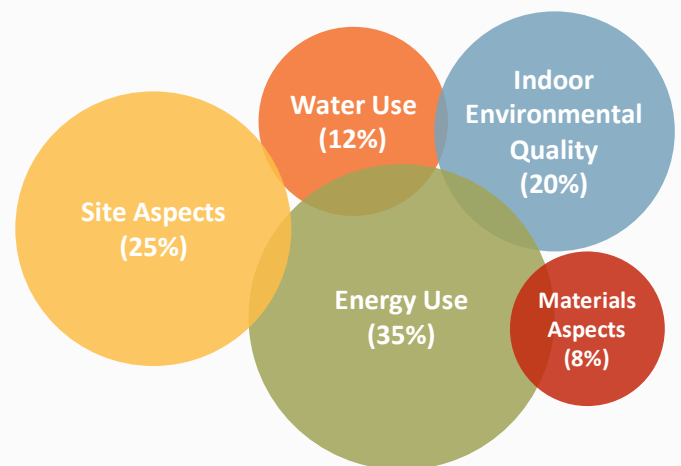 Water Use
(12%)
Indoor
Environmental
Quality
(20%)
Site Aspects
(25%)
Energy Use
(35%)
Materials
Aspects
(8%)